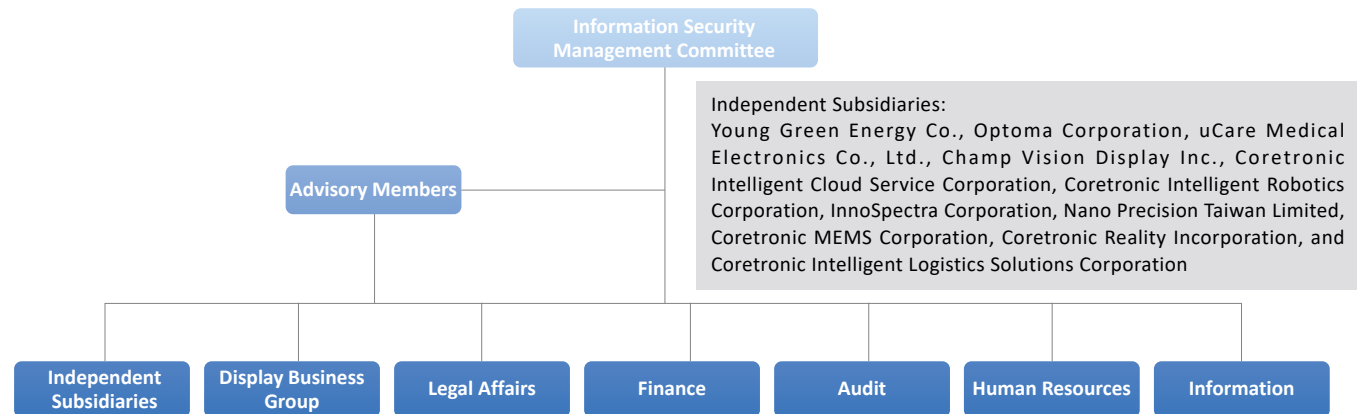 Information Security
Management Committee
Independent Subsidiaries:
Young Green Energy Co., Optoma Corporation, uCare Medical
Electronics Co., Ltd., Champ Vision Display Inc., Coretronic
Intelligent Cloud Service Corporation, Coretronic Intelligent Robotics
Corporation, InnoSpectra Corporation, Nano Precision Taiwan Limited,
Coretronic MEMS Corporation, Coretronic Reality Incorporation, and
Coretronic Intelligent Logistics Solutions Corporation
Advisory Members
Independent
Subsidiaries
Display Business
Group
Legal Affairs
Finance
Audit
Human Resources
Information